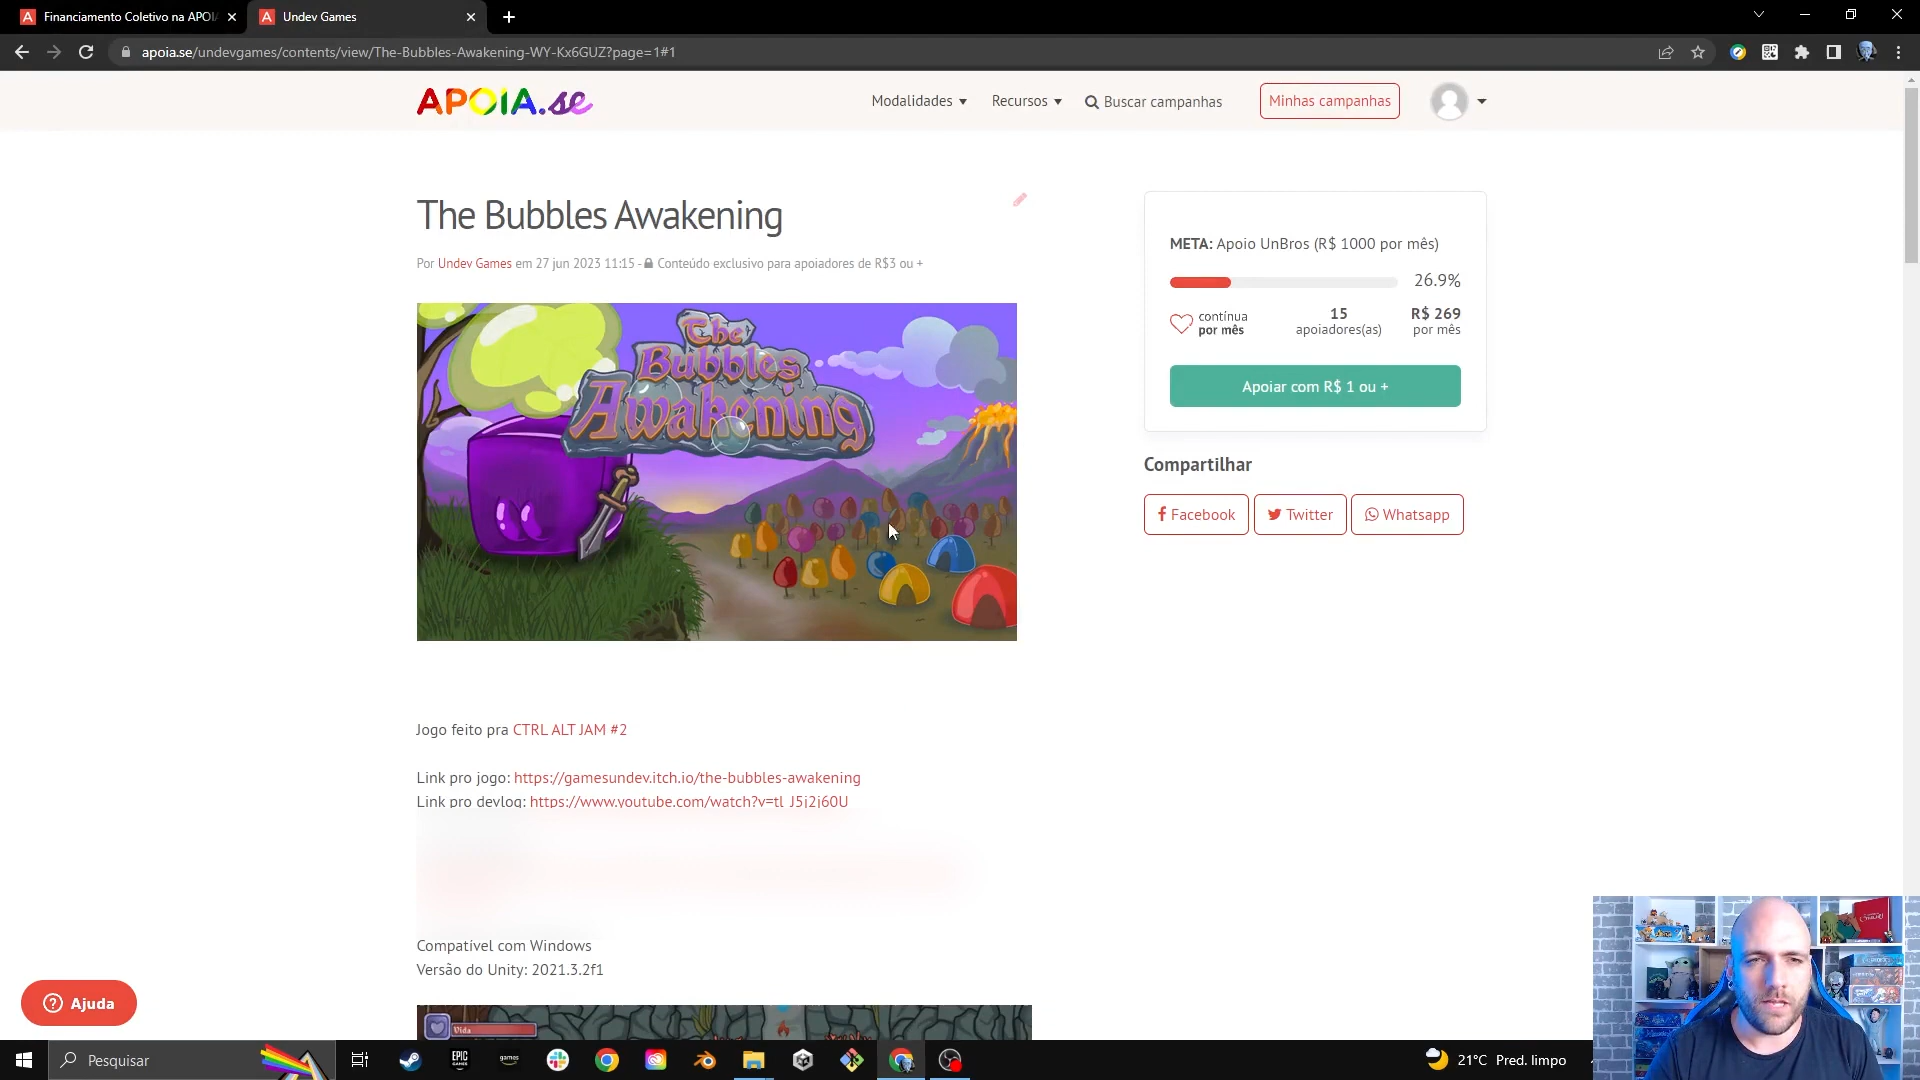 Financiamento Coletivo na APOIA
Undev Games
apoia.se/undevgames/contents/view/The-Bubbles-Awakening-WY-Kx6GUZ?page=1#1
APOIA.se
Modalidades
Recursos
Buscar campanhas
Minhas campanhas
The Bubbles Awakening
Por Undev Games em 27 jun 2023 11:15 - Conteúdo exclusivo para apoiadores de R$3 ou +
The
Bubbles
Awakening
META: Apoio UnBros (R$ 1000 por mês)
26.9%
contínua
por mês
15
apoiadores(as)
R$ 269
por mês
Apoiar com R$ 1 ou +
Compartilhar
Facebook
Twitter
Whatsapp
Jogo feito pra CTRL ALT JAM #2
Link pro jogo: https://gamesundev.itch.io/the-bubbles-awakening
Link pro devlog: https://www.youtube.com/watch?v=tl_J5j2j60U
Compatível com Windows
Versão do Unity: 2021.3.2f1
Vida
Ajuda
Pesquisar
EPIC
GAMES
games
21°C Pred. limpo